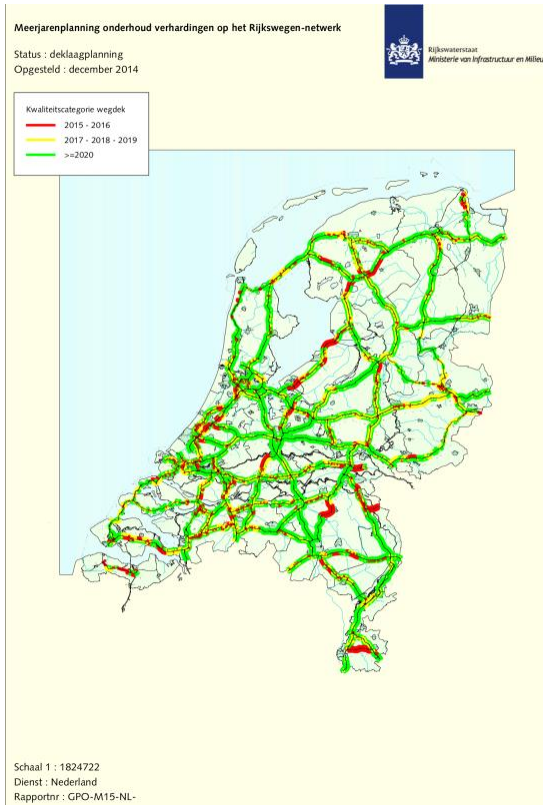 Meerjarenplanning onderhoud verhardingen op het Rijkswegen-netwerk
Status : deklaagplanning
Opgesteld : december 2014
Rijkswaterstaat
Ministerie van Infrastructuur en Milieu
Kwaliteitscategorie wegdek
2015 - 2016
2017 - 2018 - 2019
>=2020
Schaal 1 : 1824722
Dienst : Nederland
Rapportnr : GPO-M15-NL-